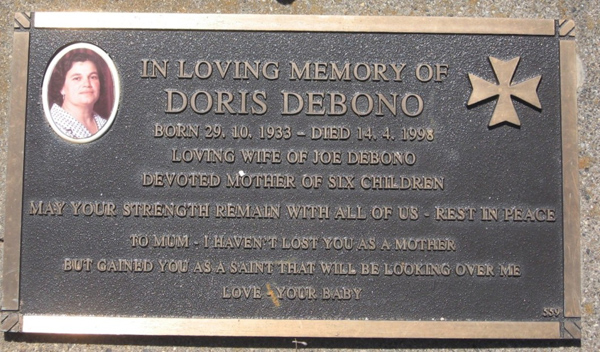 IN LOVING MEMORY OF
DORIS DEBONO
BORN 29. 10. 1933 - DIED 14. 4. 1998
LOVING WIFE OF JOE DEBONO
DEVOTED MOTHER OF SIX CHILDREN
MAY YOUR STRENGTH REMAIN WITH ALL OF US - REST IN PEACE
TO MUM - I HAVEN'T LOST YOU AS A MOTHER
BUT GAINED YOU AS A SAINT THAT WILL BE LOOKING OVER ME
LOVE - YOUR BABY